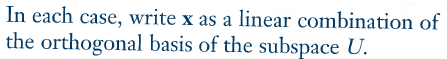 In each case, write x as a linear combination of
the orthogonal basis of the subspace U.